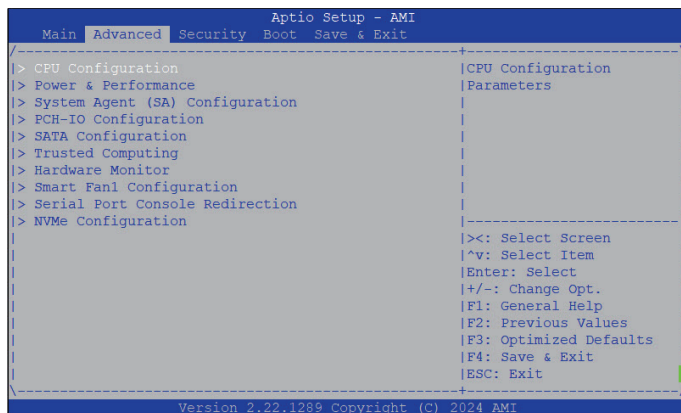 Aptio Setup - AMI
Main Advanced Security Boot Save & Exit
> CPU Configuration
> Power & Performance
> System Agent (SA) Configuration
> PCH-IO Configuration
> SATA Configuration
> Trusted Computing
> Hardware Monitor
> Smart Fan1 Configuration
> Serial Port Console Redirection
> NVMe Configuration
CPU Configuration
Parameters
><: Select Screen
^v: Select Item
Enter: Select
+/-: Change Opt.
F1: General Help
F2: Previous Values
F3: Optimized Defaults
F4: Save & Exit
ESC: Exit
Version 2.22.1289 Copyright (C) 2024 AMI